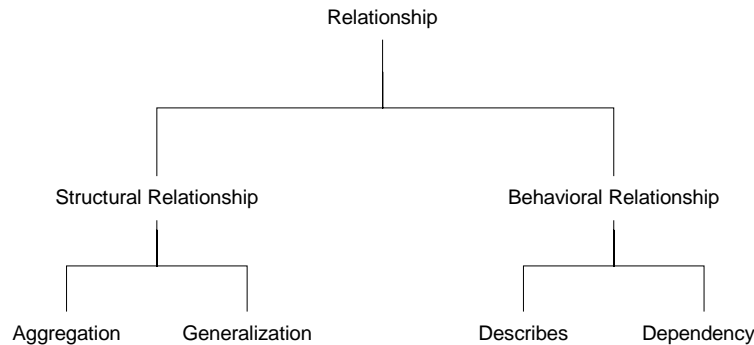 Relationship
Structural Relationship
Behavioral Relationship
Aggregation
Generalization
Describes
Dependency